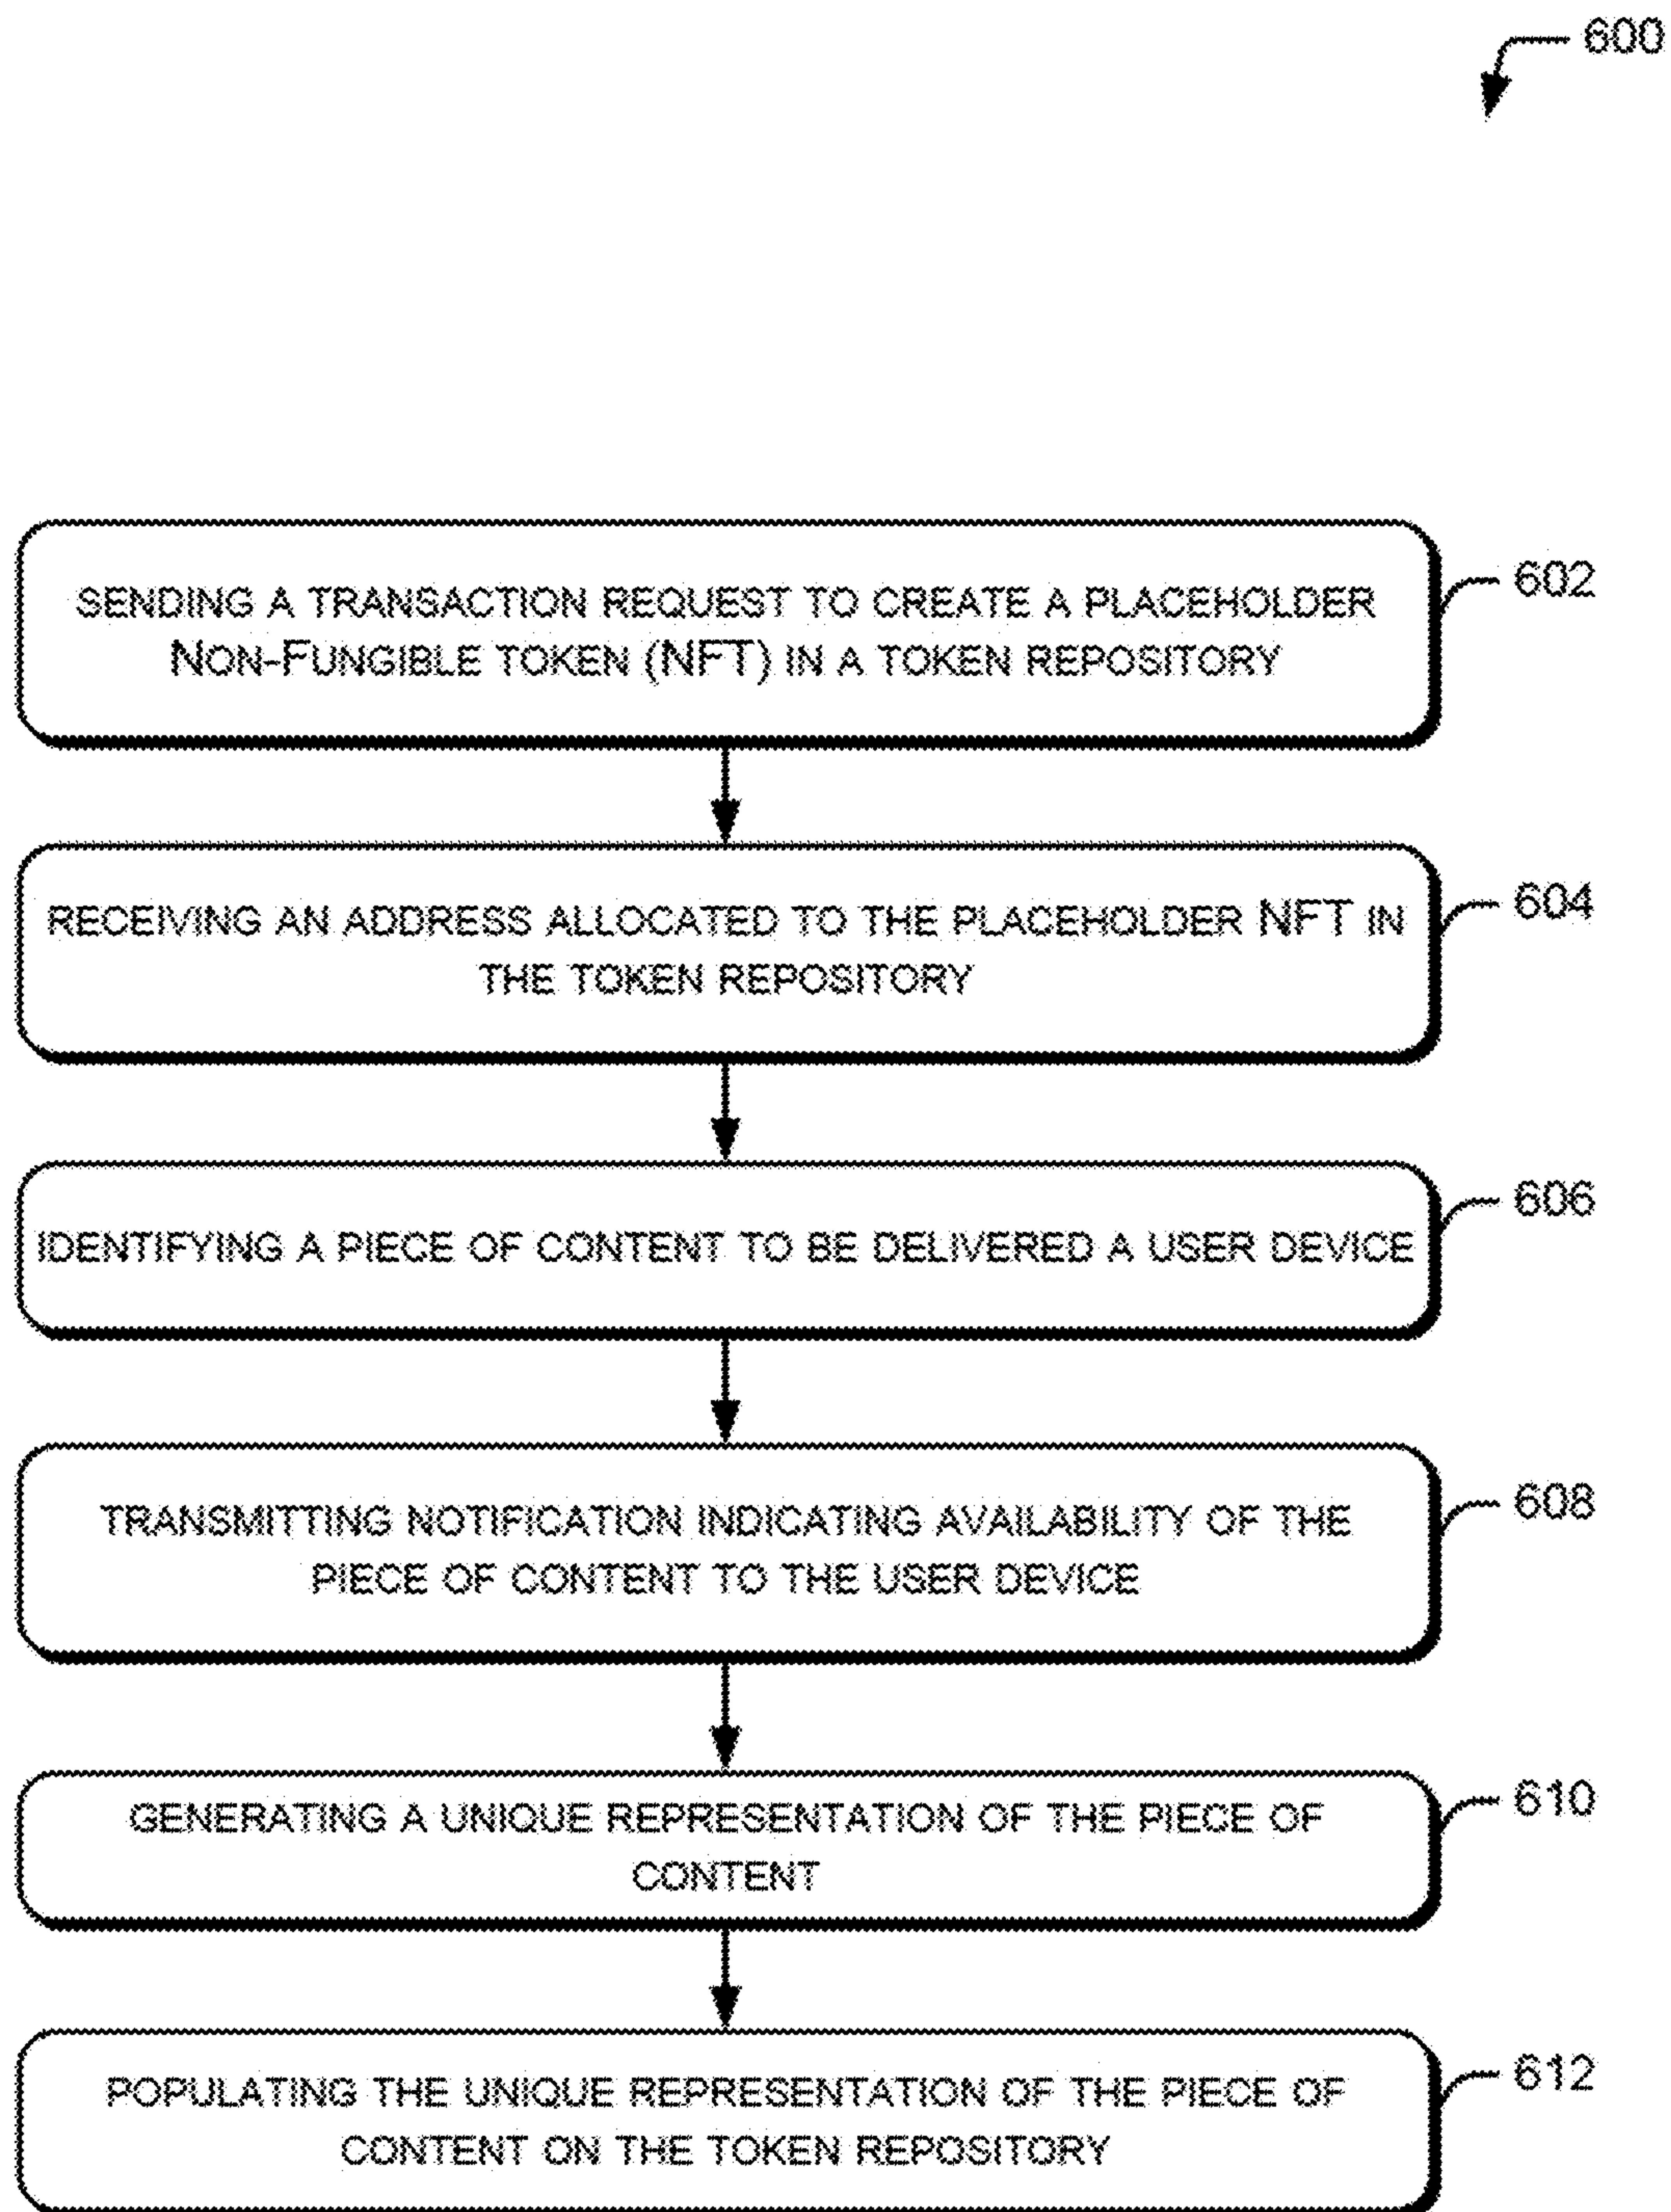 600
SENDING A TRANSACTION REQUEST TO CREATE A PLACEHOLDER
NON-FUNGIBLE TOKEN (NFT) IN A TOKEN REPOSITORY
602
RECEIVING AN ADDRESS ALLOCATED TO THE PLACEHOLDER NFT IN
THE TOKEN REPOSITORY
604
IDENTIFYING A PIECE OF CONTENT TO BE DELIVERED A USER DEVICE
606
TRANSMITTING NOTIFICATION INDICATING AVAILABILITY OF THE
PIECE OF CONTENT TO THE USER DEVICE
608
GENERATING A UNIQUE REPRESENTATION OF THE PIECE OF
CONTENT
610
POPULATING THE UNIQUE REPRESENTATION OF THE PIECE OF
CONTENT ON THE TOKEN REPOSITORY
612